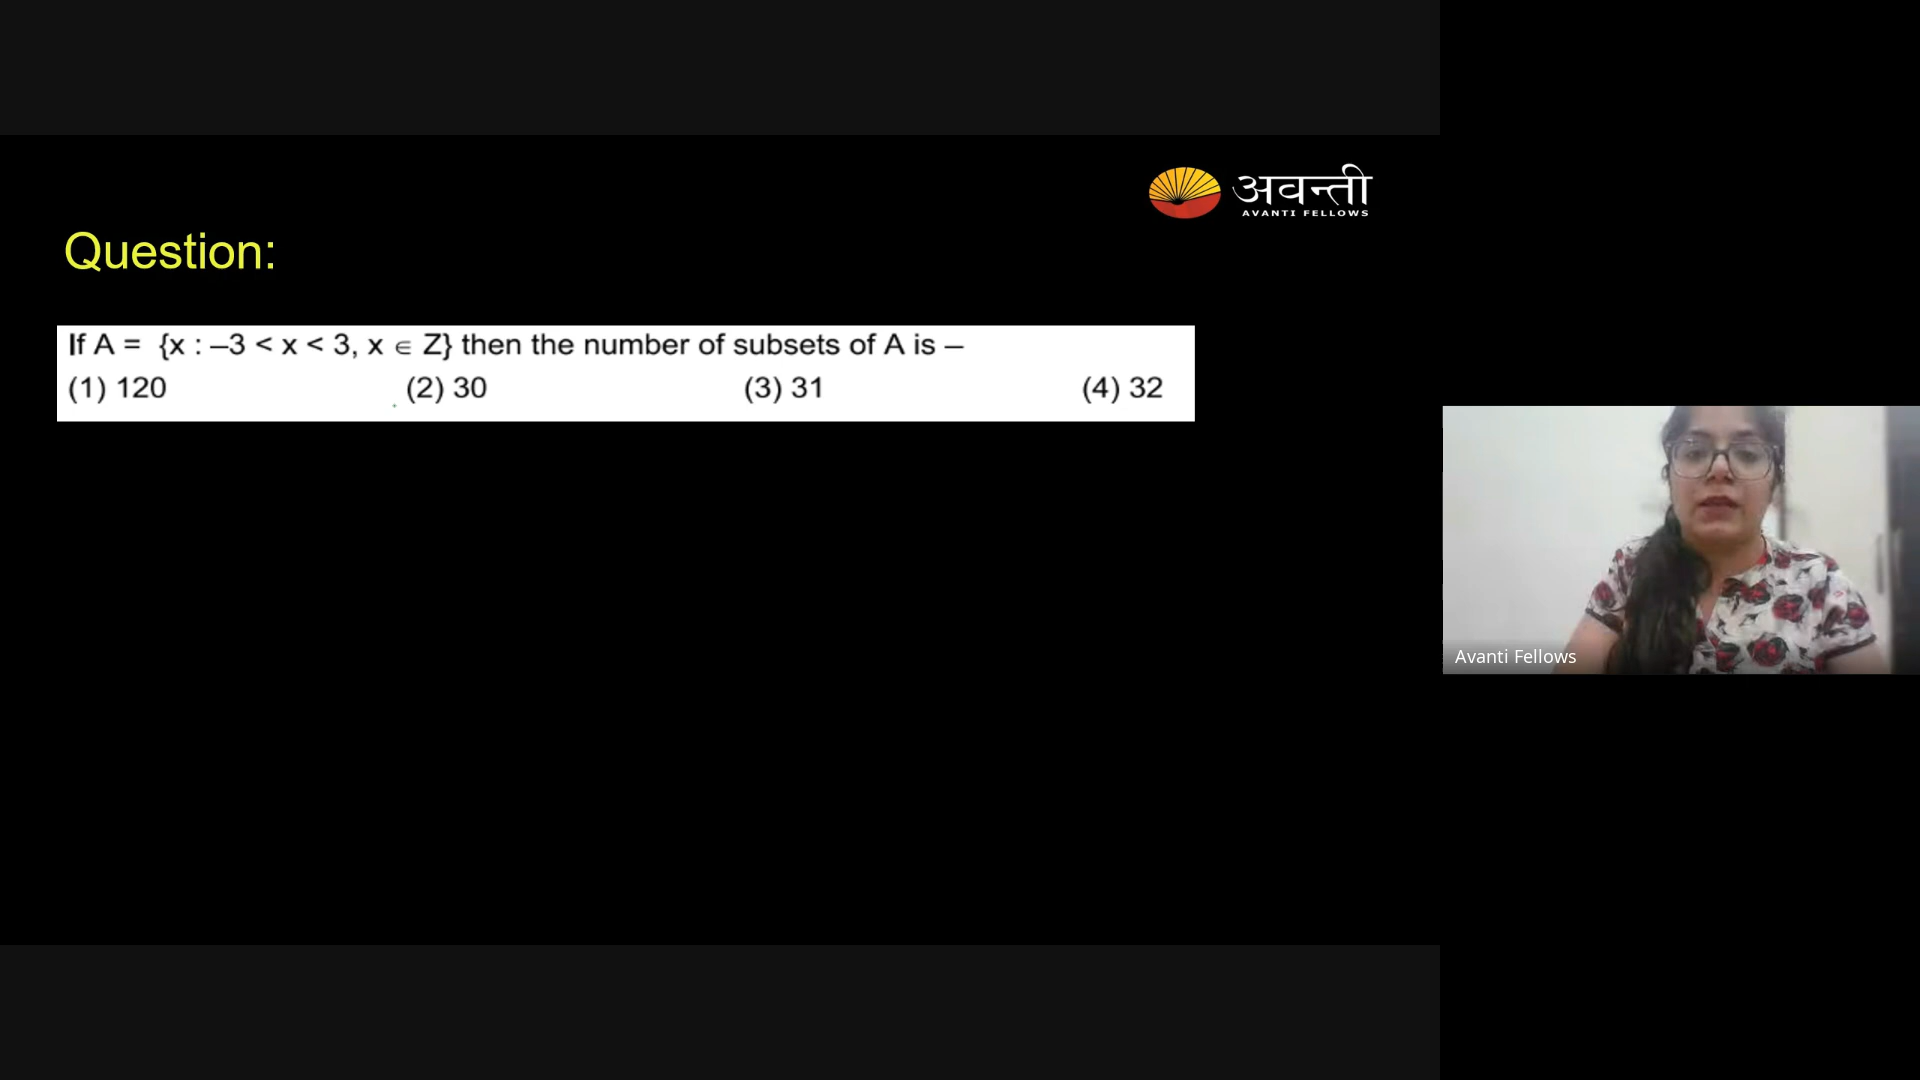 अवन्ती
AVANTI FELLOWS
Question:
If A = {x : –3 < x < 3, x ∈ Z} then the number of subsets of A is –
(1) 120 (2) 30 (3) 31 (4) 32
Avanti Fellows